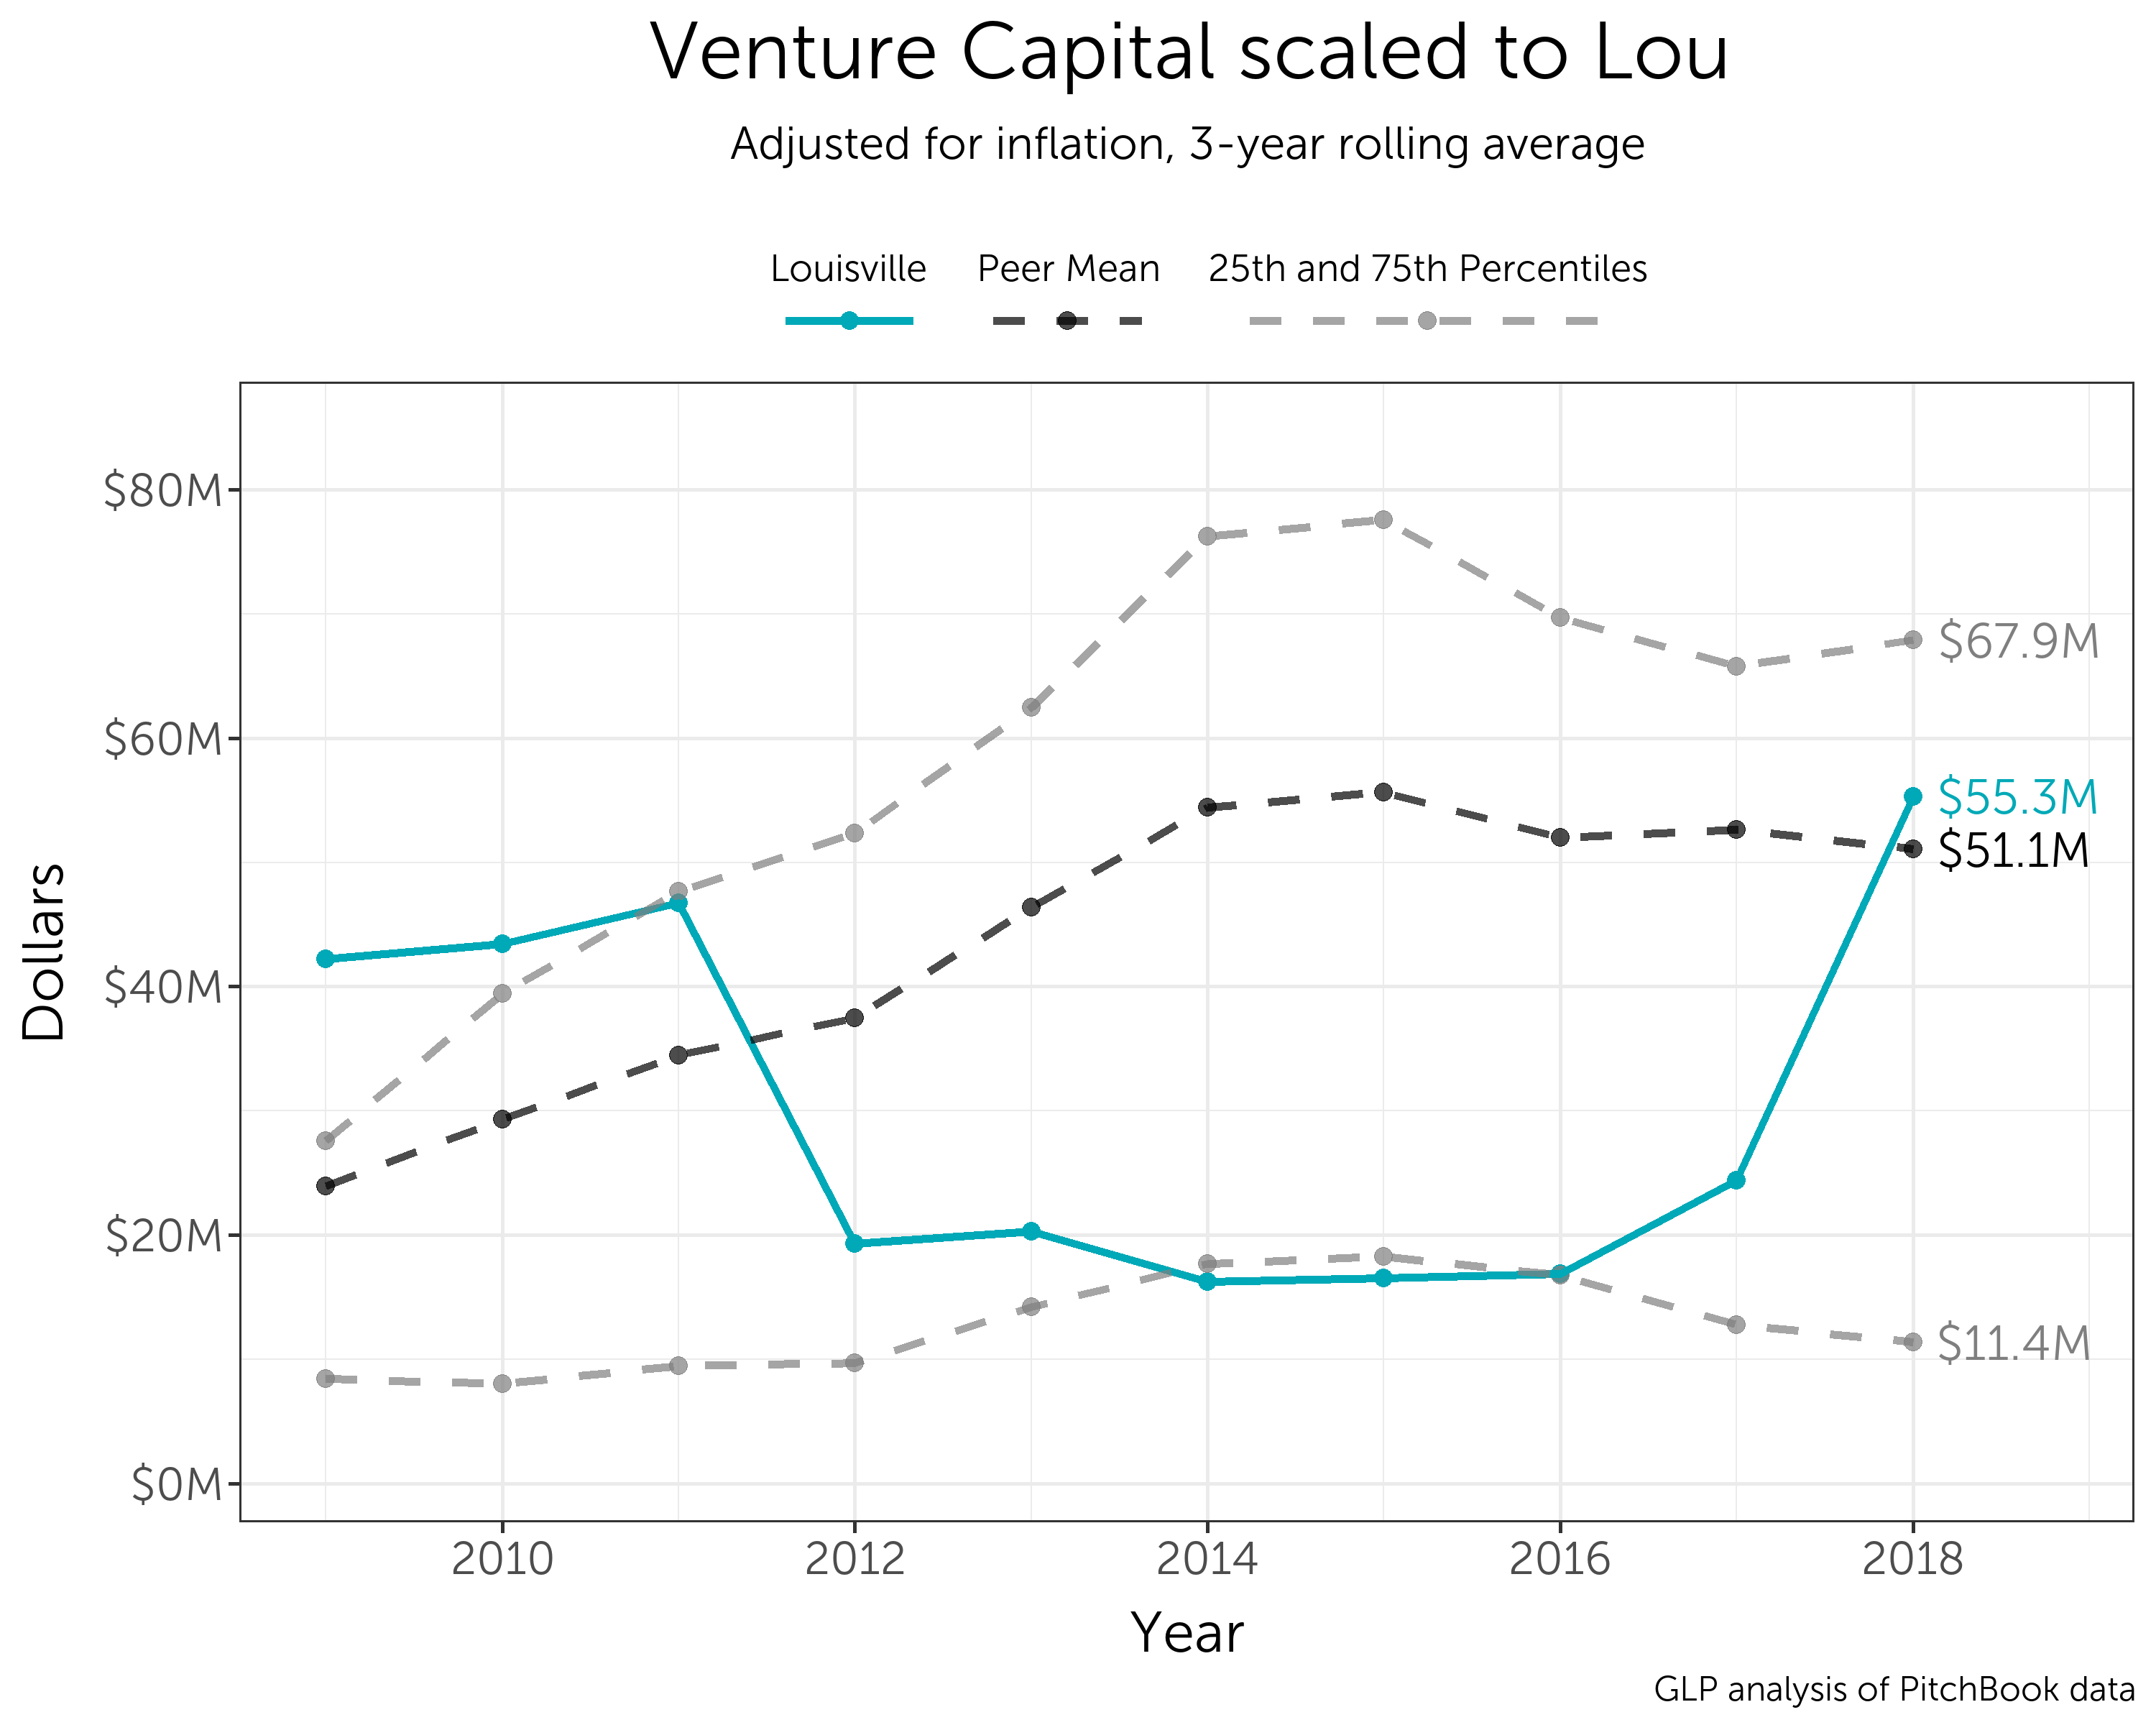 Venture Capital scaled to Lou
Adjusted for inflation, 3-year rolling average
Louisville Peer Mean 25th and 75th Percentiles
$80M
$67.9M
$60M
$55.3M
$51.1M
Dollars
$40M
$20M
$11.4M
$0M
2010 2012 2014 2016 2018
Year
GLP analysis of PitchBook data